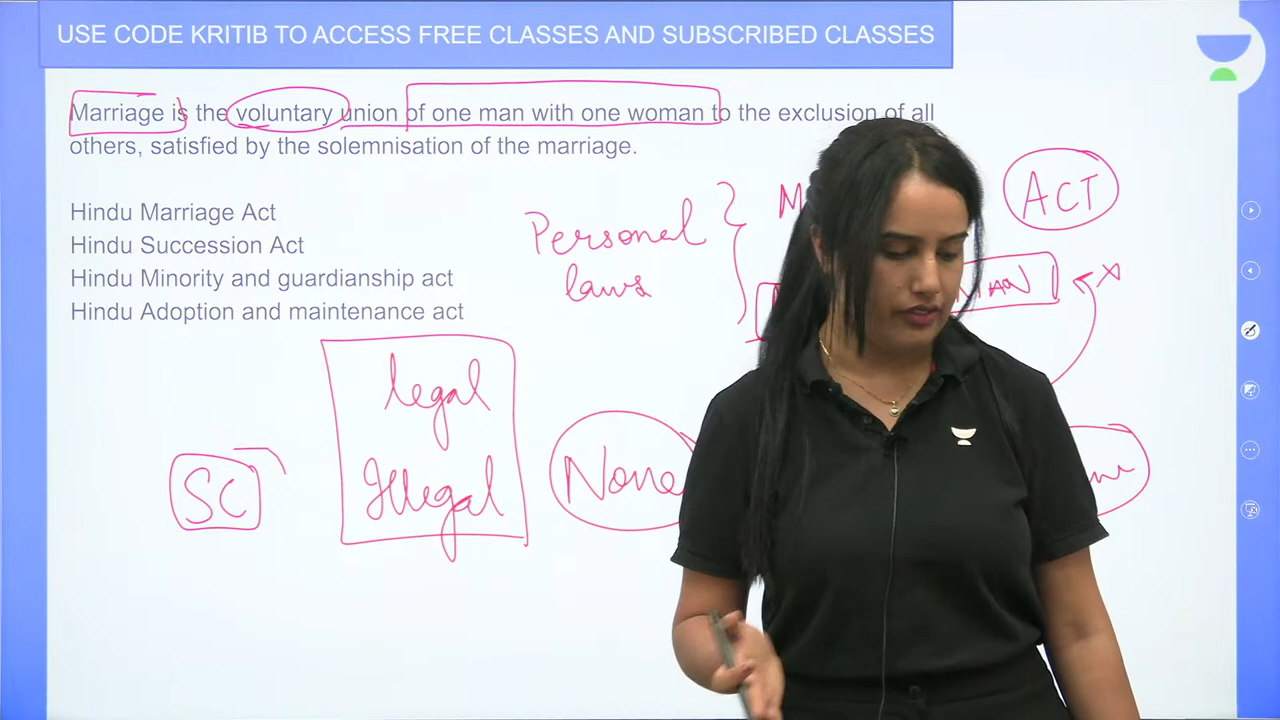 USE CODE KRITIB TO ACCESS FREE CLASSES AND SUBSCRIBED CLASSES
Marriage is the voluntary union of one man with one woman to the exclusion of all
others, satisfied by the solemnisation of the marriage.
Hindu Marriage Act
Hindu Succession Act
Hindu Minority and guardianship act
Hindu Adoption and maintenance act
Personal
laws
ACT
legal
Illegal
SC
None